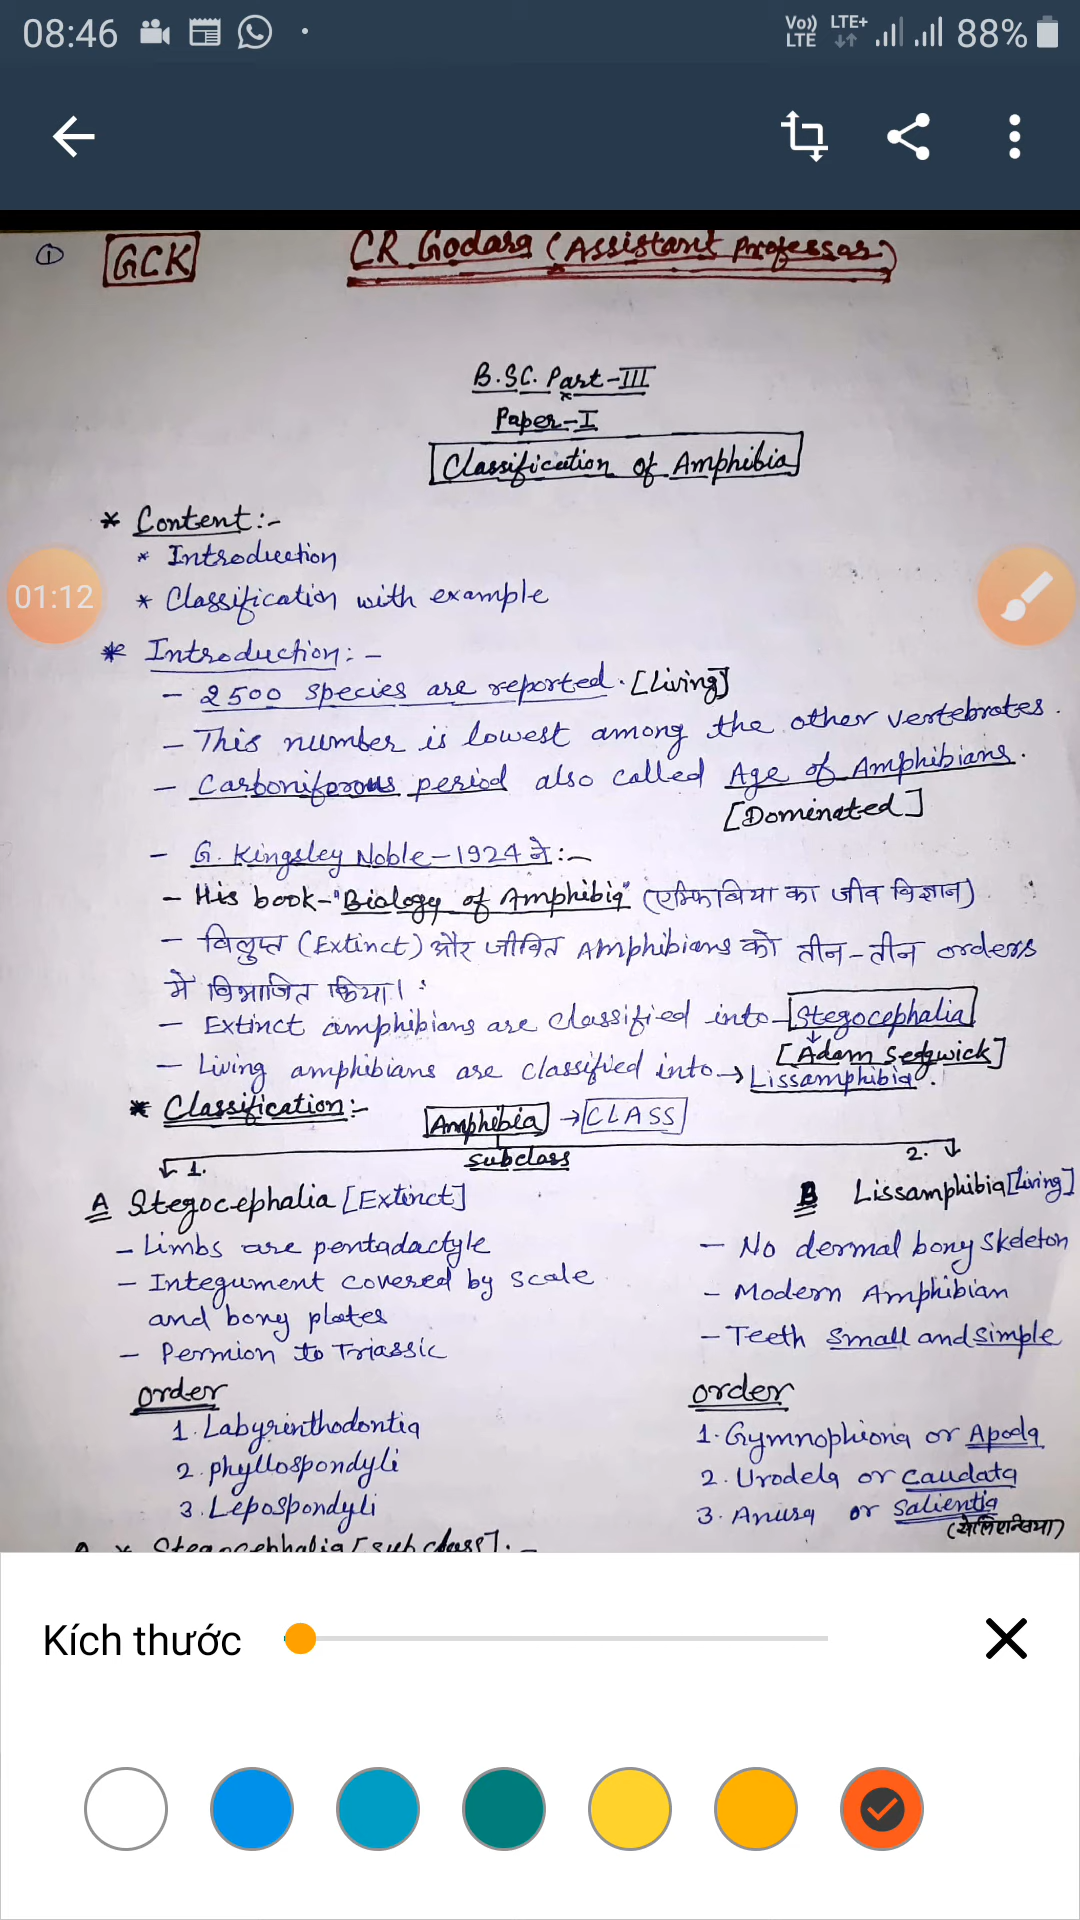 08:46
Vo)) LTE LTE+ 88%
① GCK CR Godara (Assistant Professor)
B.SC. Part-III
Paper-I
Classification of Amphibia
* Content:-
* Introduction
01:12
* Classification with example
* Introduction:-
- 2500 species are reported. [Living]
- This number is lowest among the other vertebrates.
- Carboniferous period also called Age of Amphibians.
[Dominated]
- G. Kingsley Noble-1924 ने:-
- His book-"Biology of Amphibia" (एम्फिबिया का जीव विज्ञान)
- विलुप्त (Extinct) और जीवित Amphibians को तीन-तीन orders
में विभाजित किया।
- Extinct amphibians are classified into Stegocephalia
[Adam Sedgwick]
- Living amphibians are classified into → Lissamphibia.
* Classification:- Amphibia → CLASS
1. subclass 2.
A Stegocephalia [Extinct] B Lissamphibia [Living]
- Limbs are pentadactyle - No dermal bony skeleton
- Integument covered by scale - Modern Amphibian
and bony plates
- Permion to Triassic - Teeth small and simple
order order
1. Labyrinthodontia 1. Gymnophiona or Apoda
2. phyllospondyli 2. Urodela or caudata
3. Lepospondyli 3. Anura or Salientia
(सेलिएन्शिया)
A * Stegocephalia [sub class]. -
Kích thước